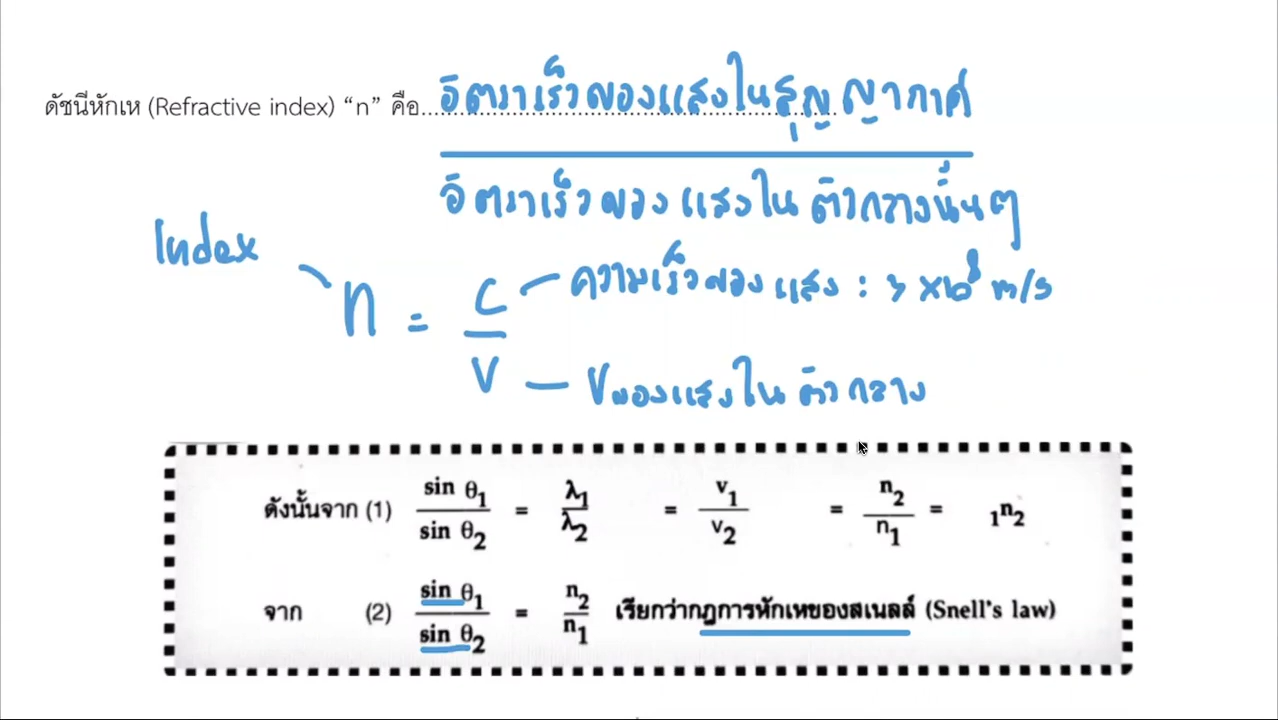 ดัชนีหักเห (Refractive index) “n” คือ อัตราเร็วของแสงในสุญญากาศ
อัตราเร็วของแสงใน ตัวกลางนั้นๆ
Index
n = c/v
ความเร็วของแสง : 3 ×10⁸ m/s
Vของแสงใน ตัวกลาง
ดังนั้นจาก (1) sin θ₁/sin θ₂ = λ₁/λ₂ = v₁/v₂ = n₂/n₁ = ₁n₂
จาก (2) sin θ₁/sin θ₂ = n₂/n₁ เรียกว่ากฎการหักเหของสเนลล์ (Snell's law)